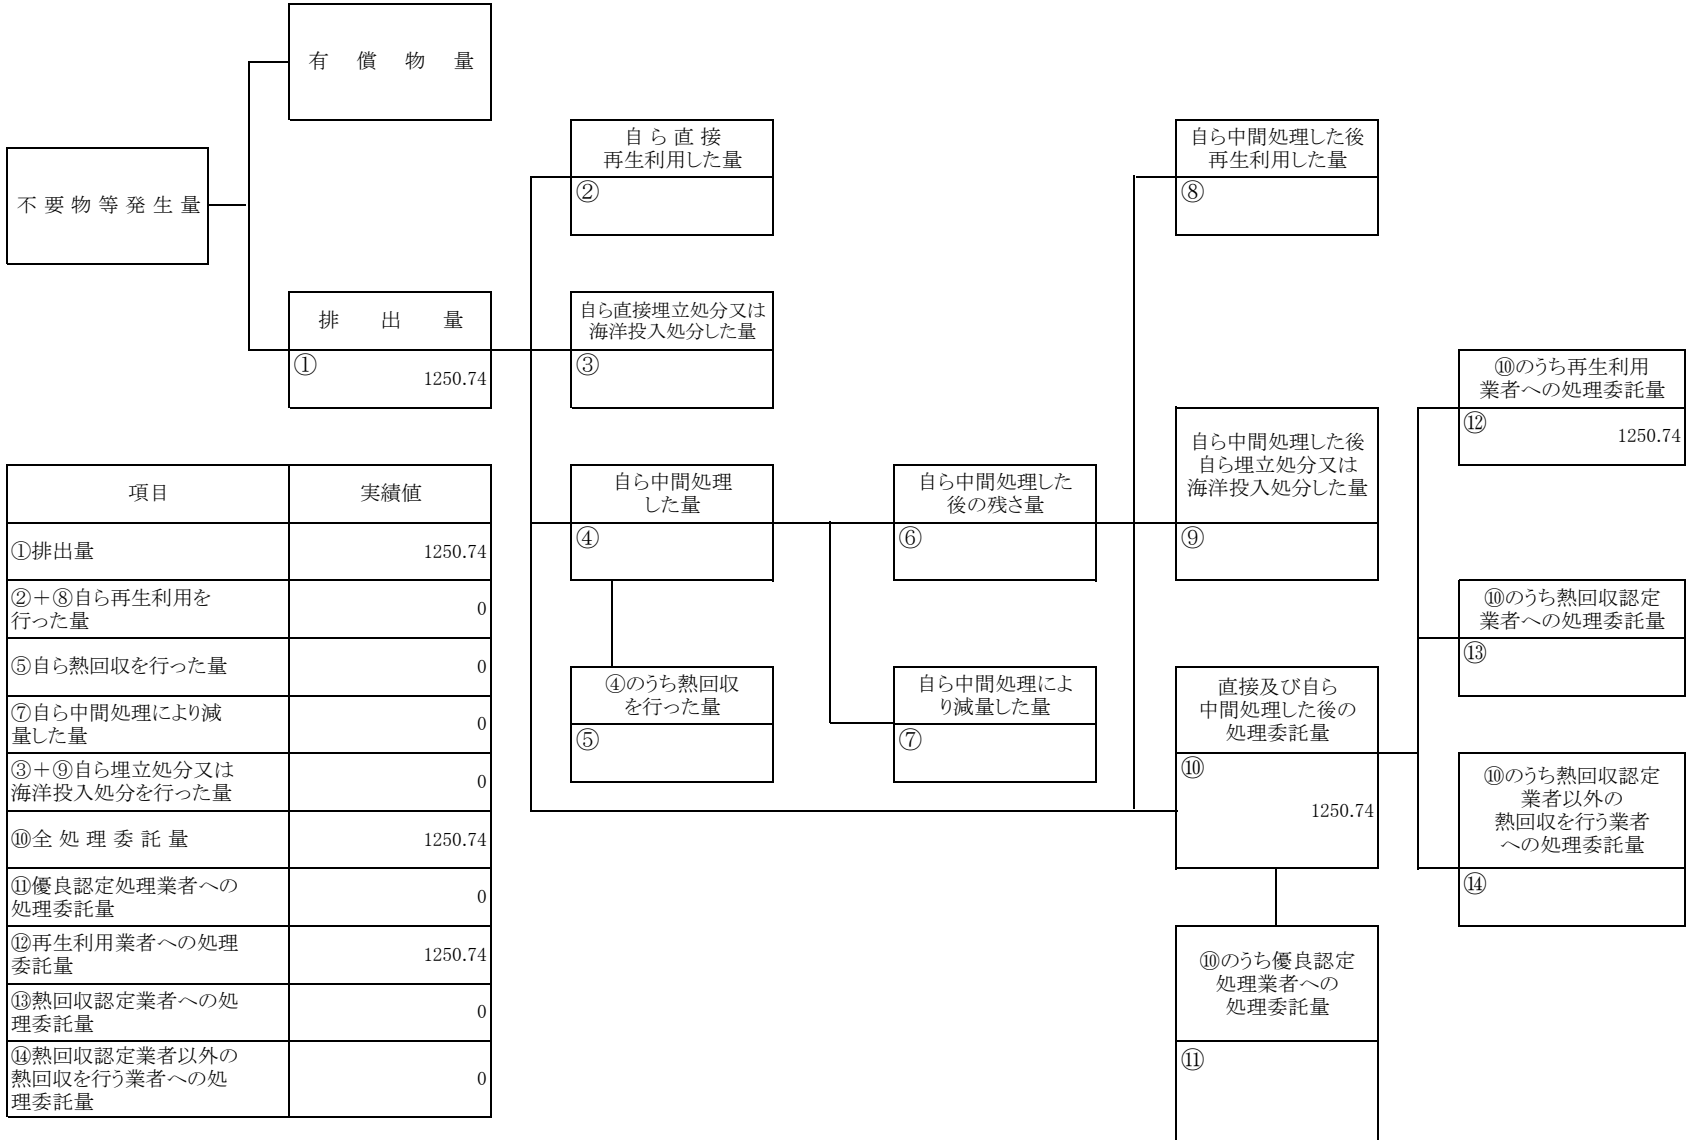 有償物量
不要物等発生量
排出量
①
1250.74
自ら直接
再生利用した量
②
自ら直接埋立処分又は
海洋投入処分した量
③
自ら中間処理
した量
④
④のうち熱回収
を行った量
⑤
自ら中間処理した
後の残さ量
⑥
自ら中間処理によ
り減量した量
⑦
自ら中間処理した後
再生利用した量
⑧
自ら中間処理した後
自ら埋立処分又は
海洋投入処分した量
⑨
直接及び自ら
中間処理した後の
処理委託量
⑩
1250.74
⑩のうち優良認定
処理業者への
処理委託量
⑪
⑩のうち再生利用
業者への処理委託量
⑫
1250.74
⑩のうち熱回収認定
業者への処理委託量
⑬
⑩のうち熱回収認定
業者以外の
熱回収を行う業者
への処理委託量
⑭
項目 実績値
①排出量 1250.74
②＋⑧自ら再生利用を
行った量 0
⑤自ら熱回収を行った量 0
⑦自ら中間処理により減
量した量 0
③＋⑨自ら埋立処分又は
海洋投入処分を行った量 0
⑩全処理委託量 1250.74
⑪優良認定処理業者への
処理委託量 0
⑫再生利用業者への処理
委託量 1250.74
⑬熱回収認定業者への処
理委託量 0
⑭熱回収認定業者以外の
熱回収を行う業者への処
理委託量 0